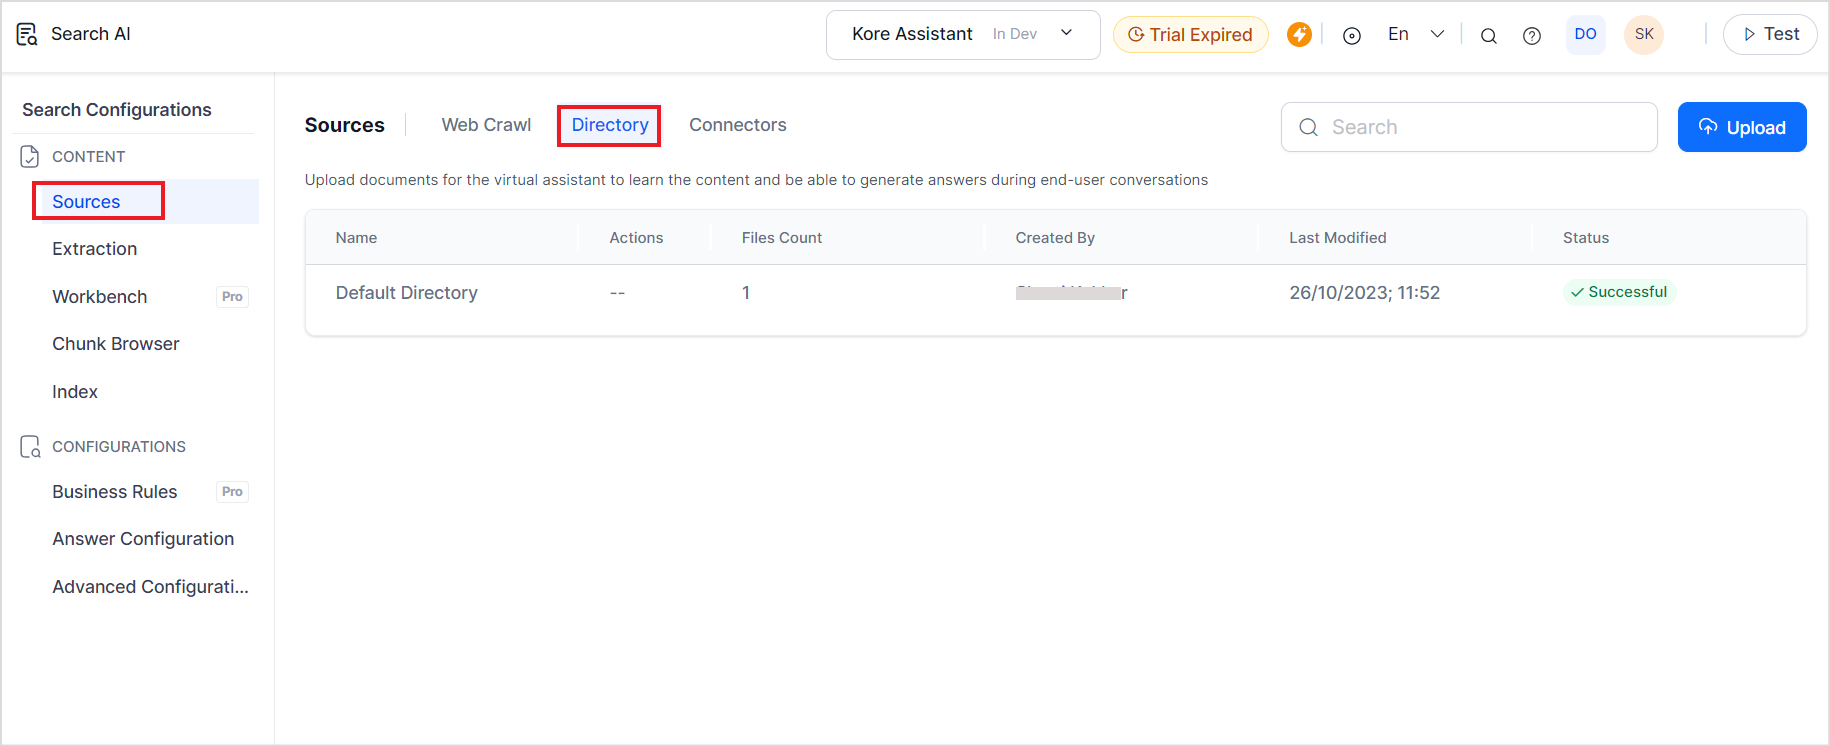 Search AI
Kore Assistant In Dev
Trial Expired
En
DO
SK
Test
Search Configurations
CONTENT
Sources
Extraction
Workbench Pro
Chunk Browser
Index
CONFIGURATIONS
Business Rules Pro
Answer Configuration
Advanced Configurati...
Sources Web Crawl Directory Connectors
Search
Upload
Upload documents for the virtual assistant to learn the content and be able to generate answers during end-user conversations
Name Actions Files Count Created By Last Modified Status
Default Directory -- 1 26/10/2023; 11:52 Successful